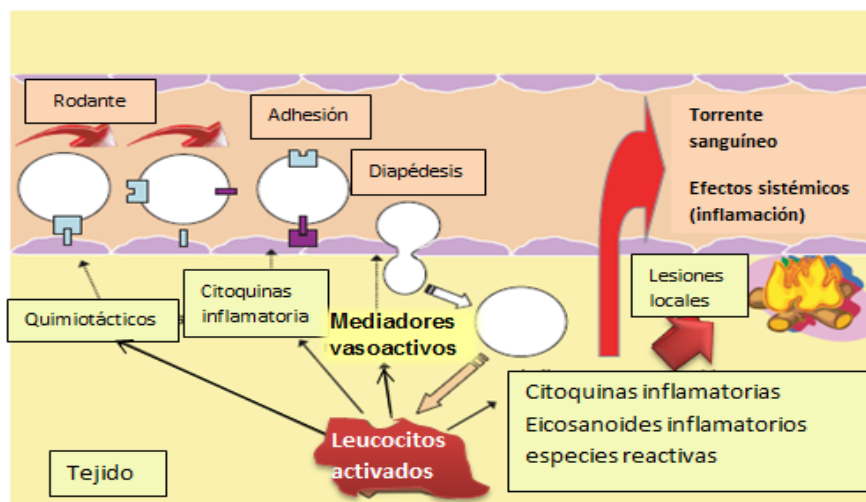 Rodante
Adhesión
Diapédesis
Torrente
sanguíneo
Efectos sistémicos
(inflamación)
Quimiotácticos
Citoquinas
inflamatoria
Mediadores
vasoactivos
Lesiones
locales
Leucocitos
activados
Citoquinas inflamatorias
Eicosanoides inflamatorios
especies reactivas
Tejido